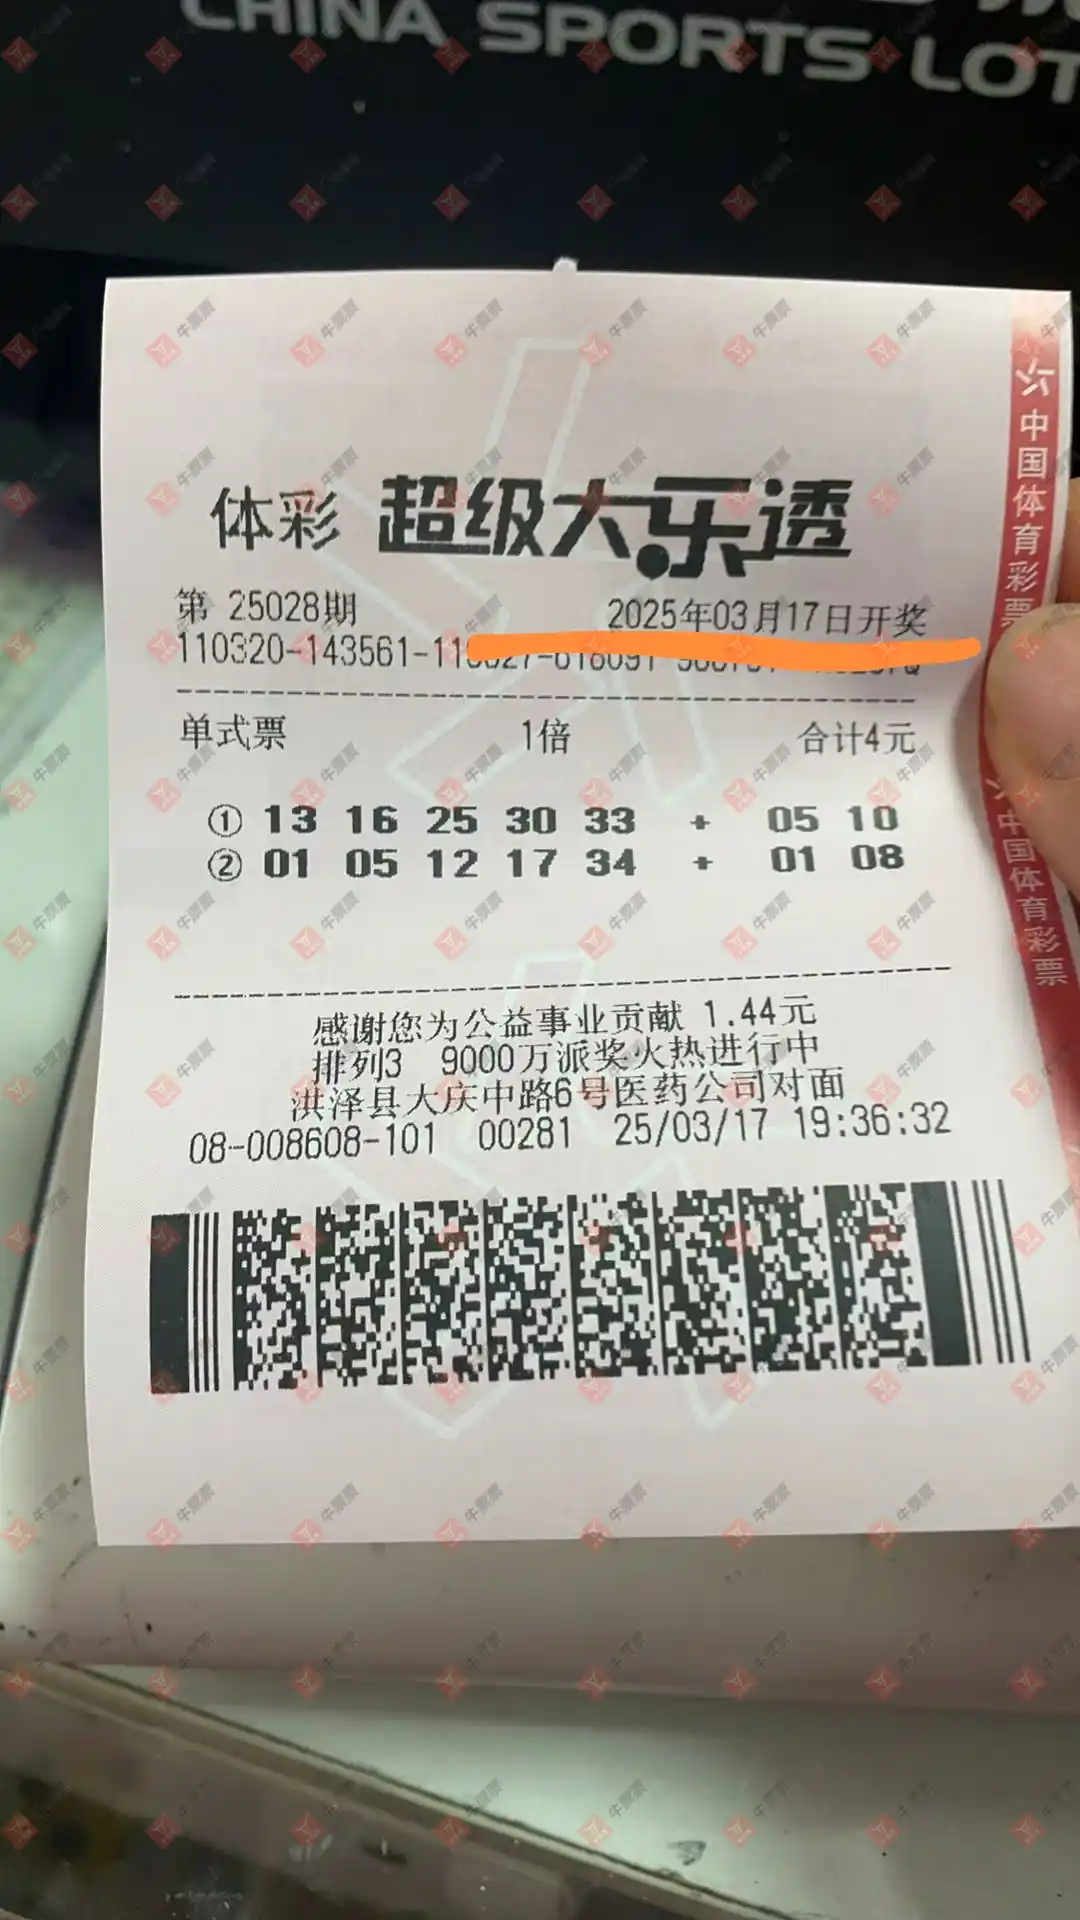 CHINA SPORTS LOT
体彩 超级大乐透
第 25028期 2025年03月17日开奖
110320-143561-11
单式票 1倍 合计4元
① 13 16 25 30 33 + 05 10
② 01 05 12 17 34 + 01 08
感谢您为公益事业贡献 1.44元
排列3 9000万派奖火热进行中
洪泽县大庆中路6号医药公司对面
08-008608-101 00281 25/03/17 19:36:32
中国体育彩票
中国体育彩票
牛票票